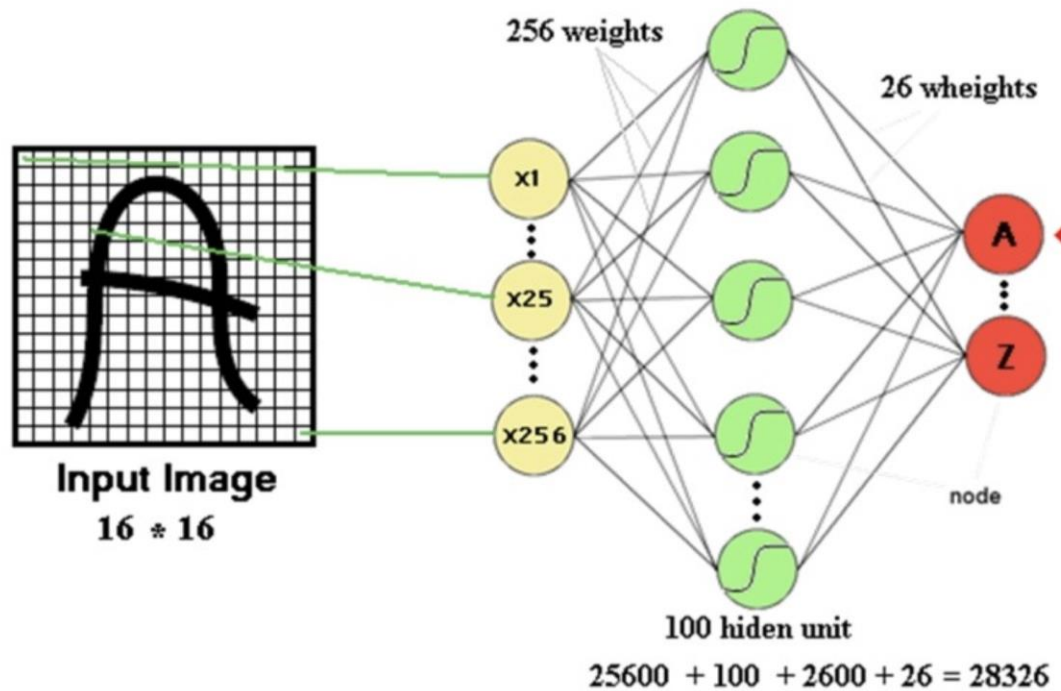 256 weights
26 wheights
x1
x25
x256
A
Z
node
Input Image
16 * 16
100 hiden unit
25600 + 100 + 2600 + 26 = 28326